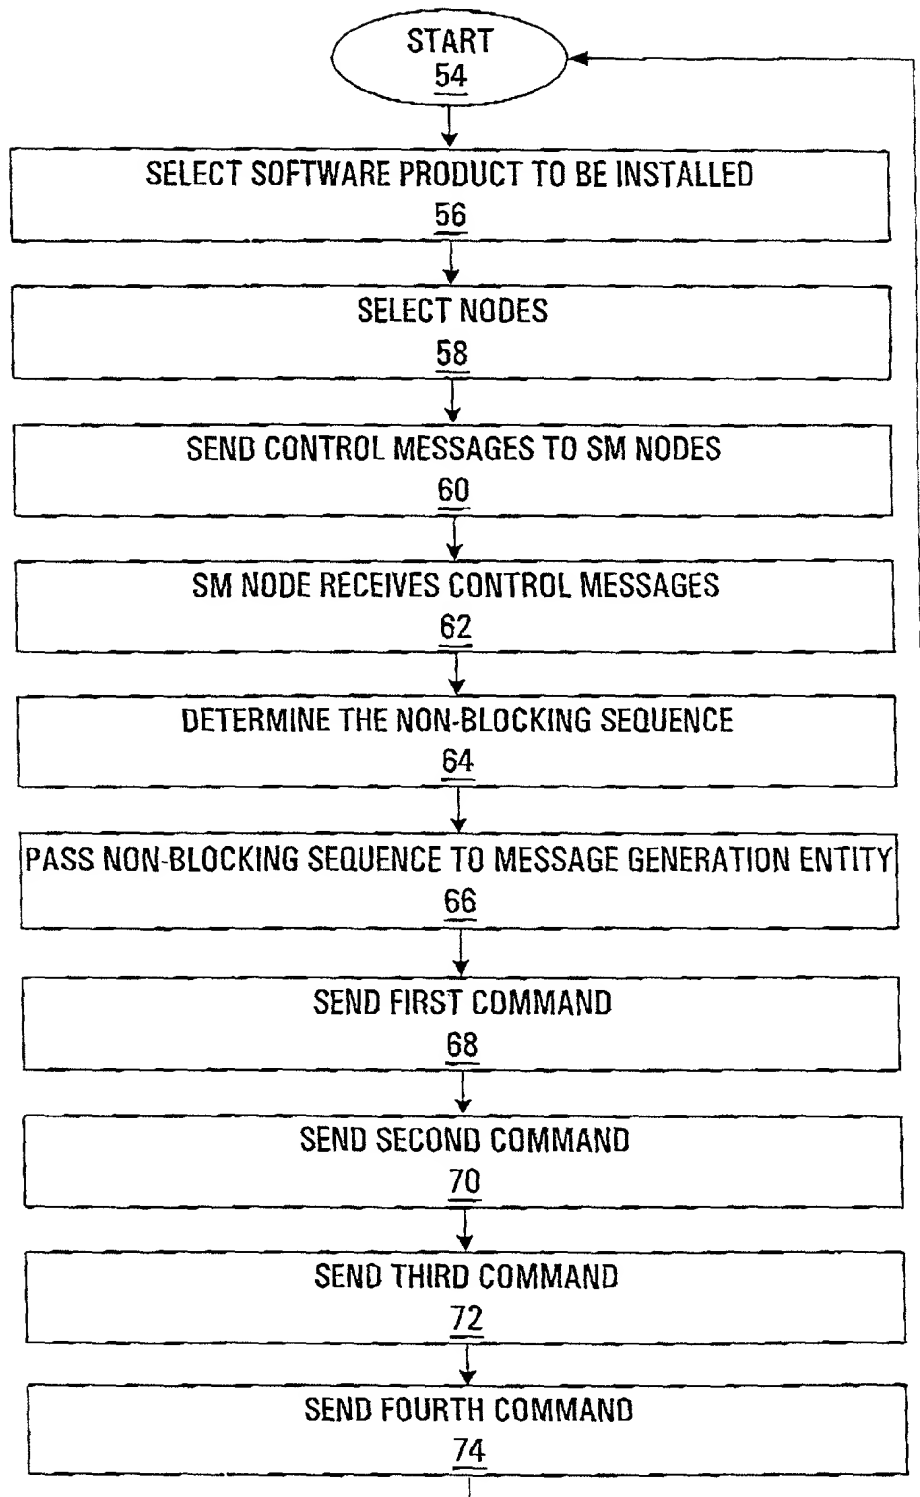 START
54
SELECT SOFTWARE PRODUCT TO BE INSTALLED
56
SELECT NODES
58
SEND CONTROL MESSAGES TO SM NODES
60
SM NODE RECEIVES CONTROL MESSAGES
62
DETERMINE THE NON-BLOCKING SEQUENCE
64
PASS NON-BLOCKING SEQUENCE TO MESSAGE GENERATION ENTITY
66
SEND FIRST COMMAND
68
SEND SECOND COMMAND
70
SEND THIRD COMMAND
72
SEND FOURTH COMMAND
74